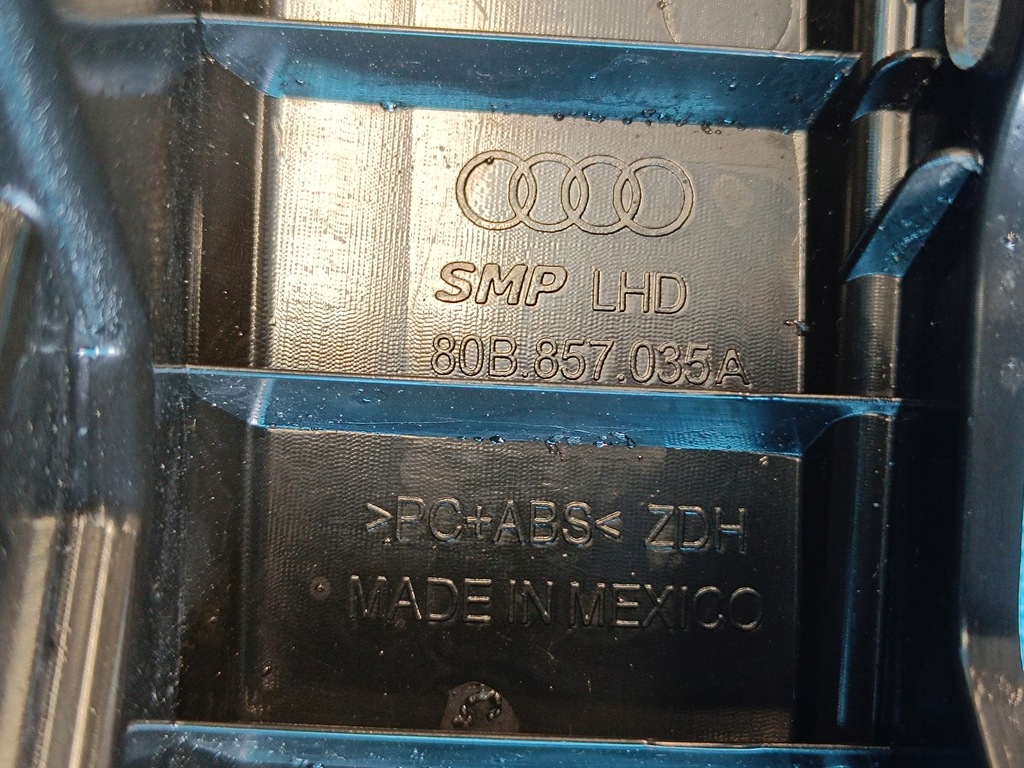 SMP LHD
80B.857.035A
>PC+ABS< ZDH
MADE IN MEXICO